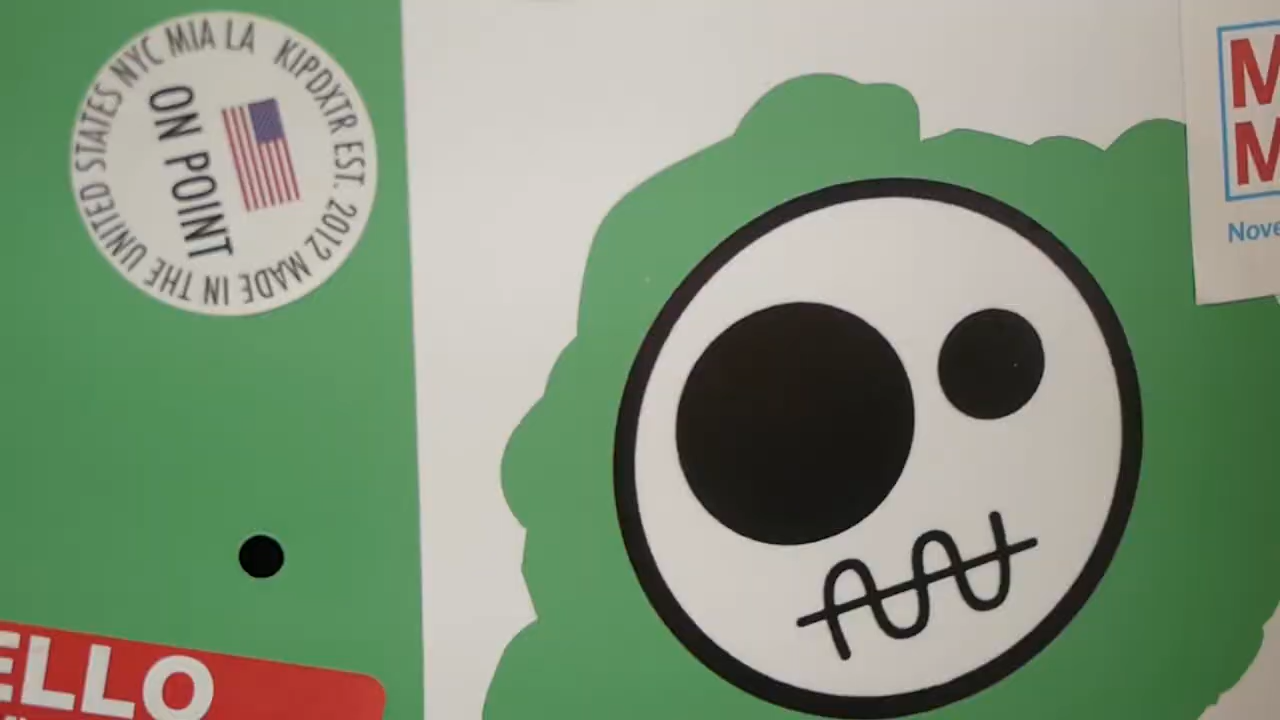 UNITED STATES NYC MIA LA KIPDXTR EST. 2012 MADE IN THE
ON POINT
M
M
Nove
ELLO